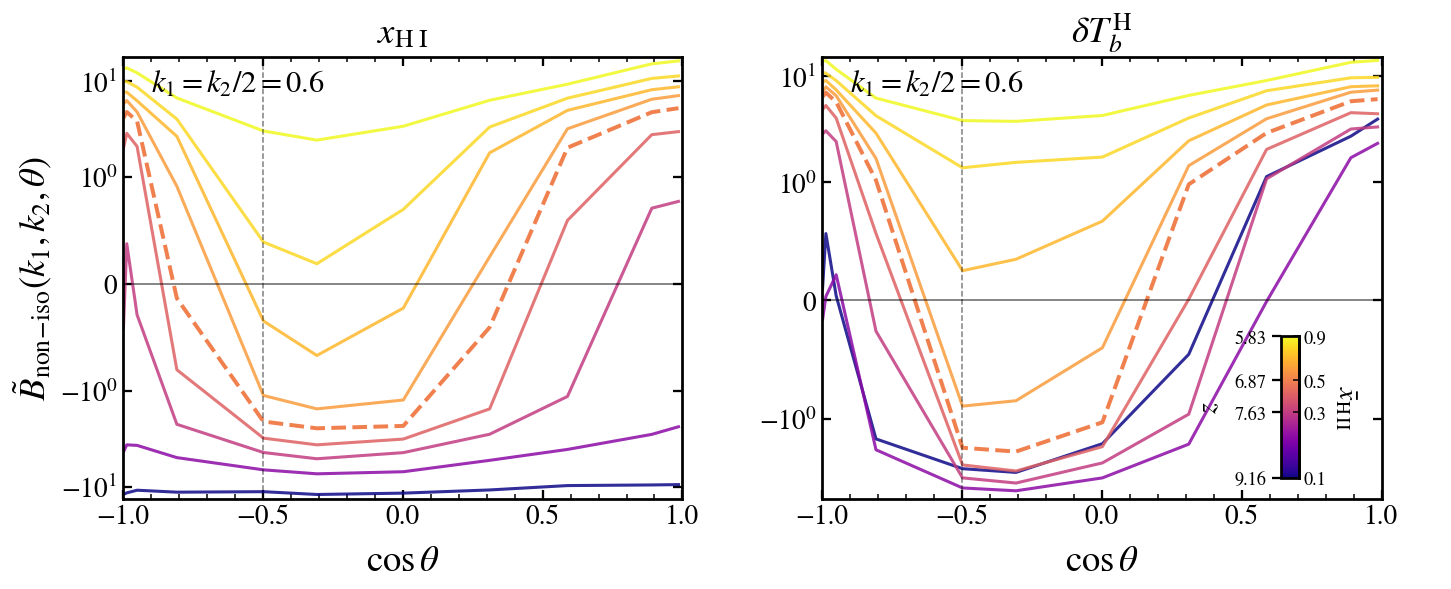 x_{H I}
k_1 = k_2/2 = 0.6
10^1
10^0
0
−10^0
−10^1
B̃_{non−iso}(k_1, k_2, θ)
−1.0 −0.5 0.0 0.5 1.0
cos θ
δT_b^H
k_1 = k_2/2 = 0.6
10^1
10^0
0
−10^0
−1.0 −0.5 0.0 0.5 1.0
cos θ
z
5.83 0.9
6.87 0.5
7.63 0.3
9.16 0.1
x̄_{HII}